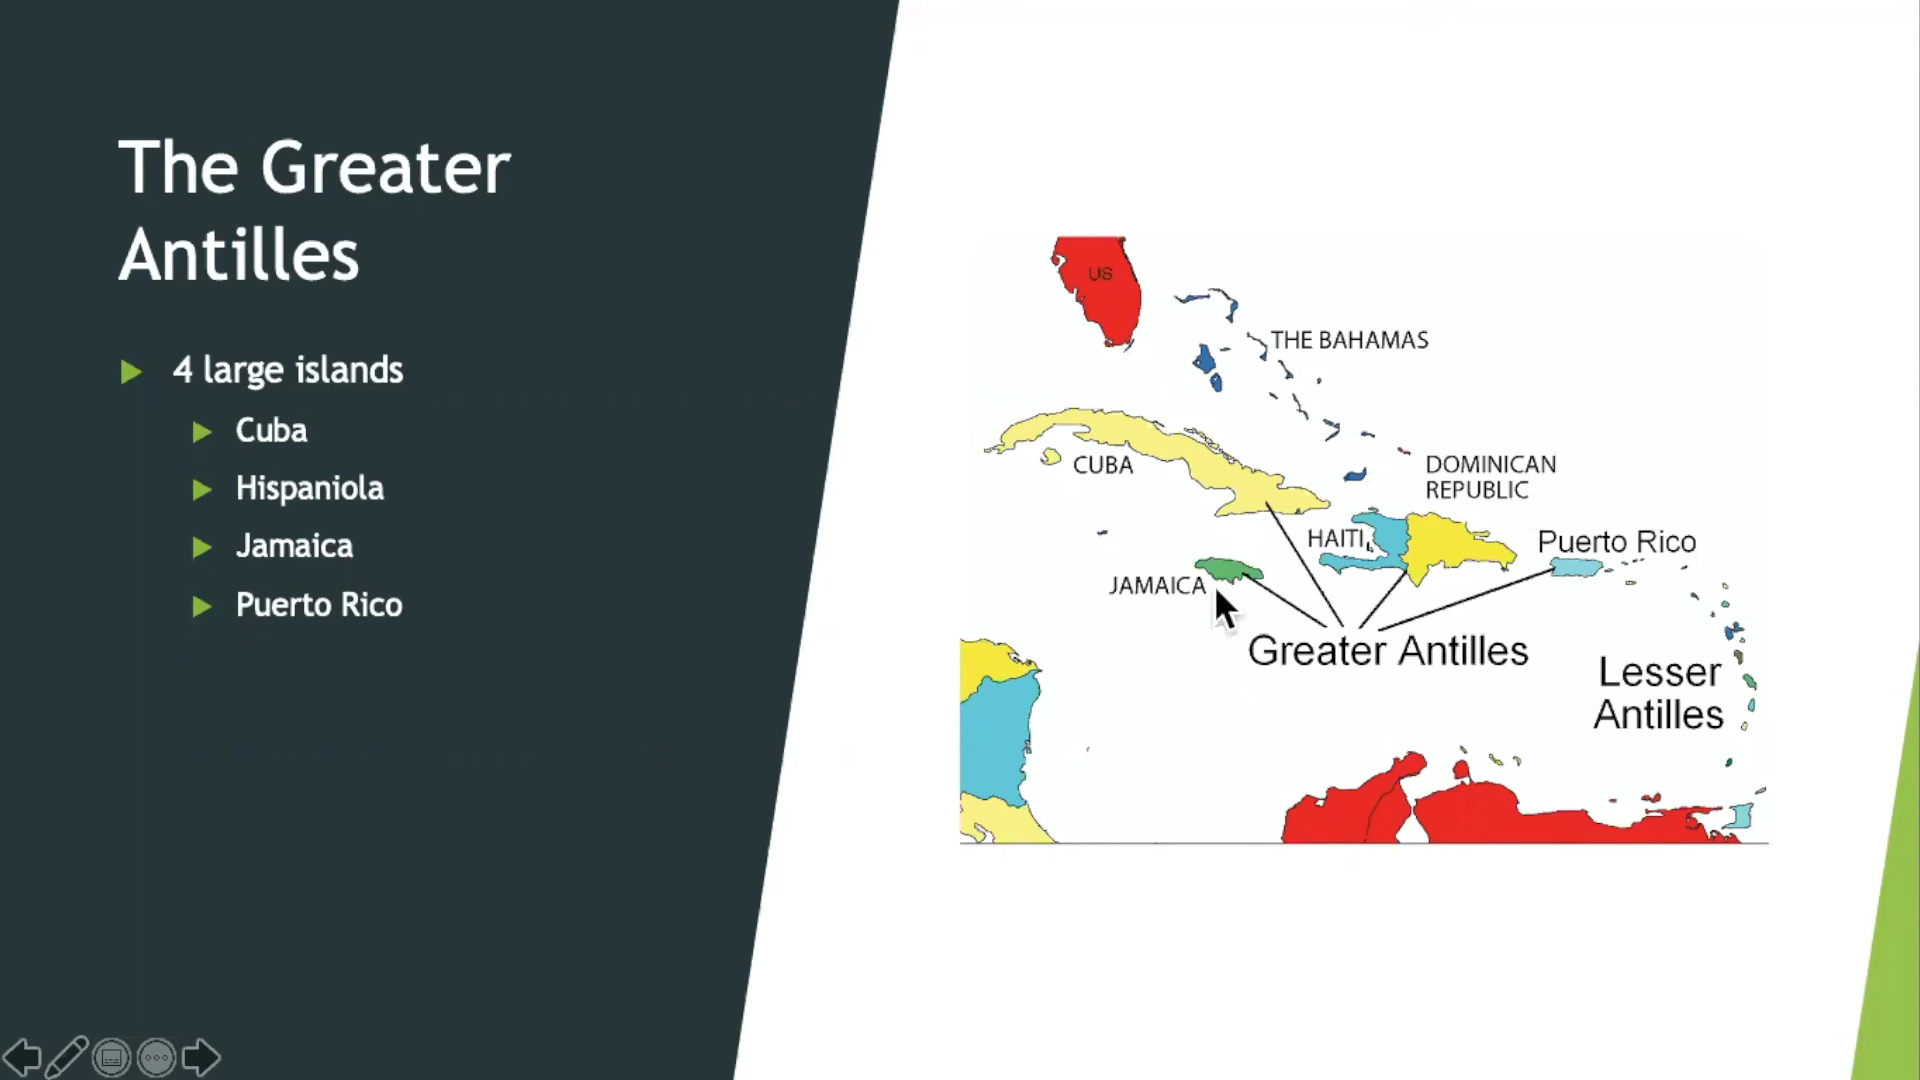 The Greater
Antilles
4 large islands
Cuba
Hispaniola
Jamaica
Puerto Rico
US
THE BAHAMAS
CUBA
DOMINICAN
REPUBLIC
HAITI
Puerto Rico
JAMAICA
Greater Antilles
Lesser
Antilles